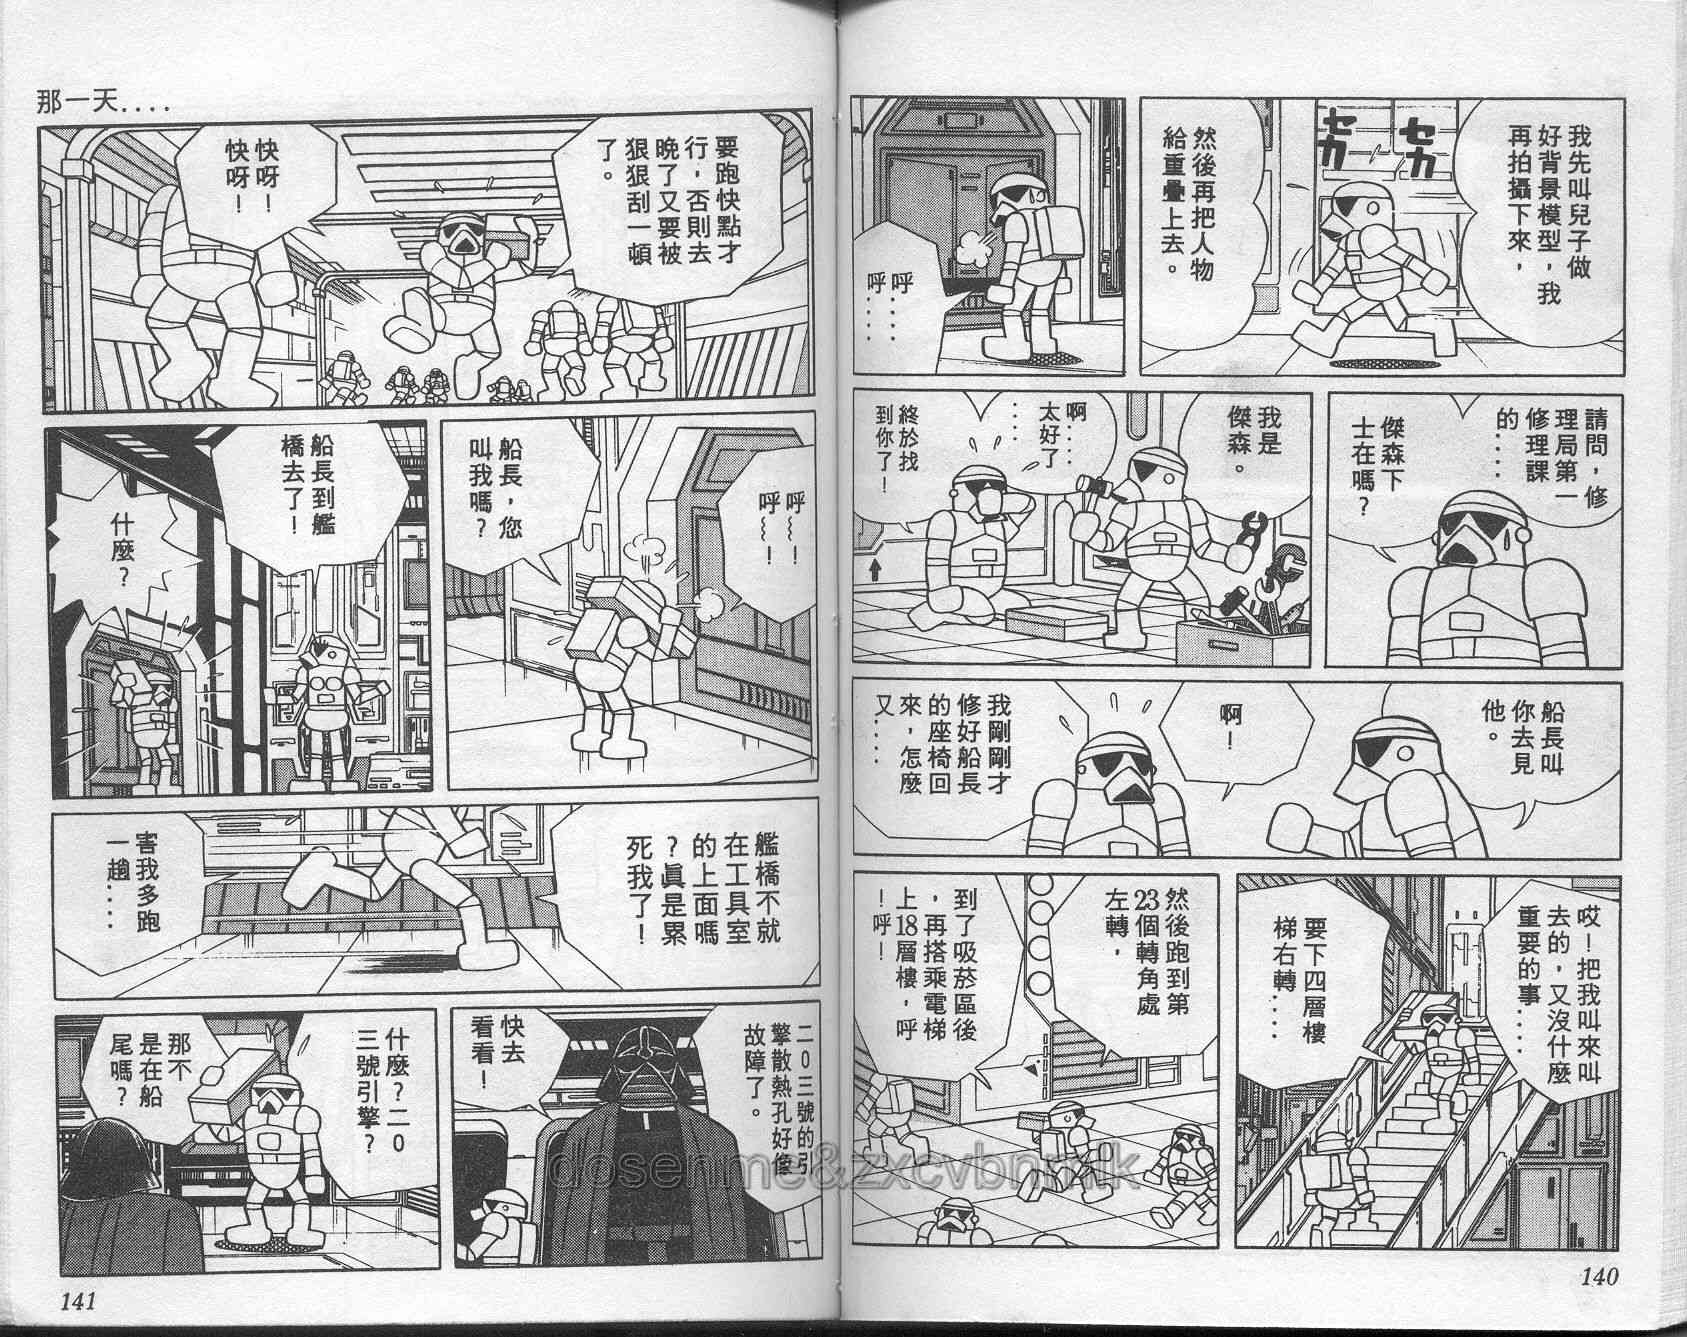 我先叫兒子做
好背景模型，我
再拍攝下來，
然後再把人物
給重疊上去。
セカ
セカ
呼....
呼....
請問，修
理局第一
修理課
的....
傑森下
士在嗎？
我是
傑森。
啊....
太好了
....
終於找
到你了！
船長叫
你去見
他。
啊！
我剛剛才
修好船長
的座椅回
來，怎麼
又....
哎！把我叫來叫
去的，又沒什麼
重要的事....
要下四層樓
梯右轉....
然後跑到第
23個轉角處
左轉，
到了吸菸區後
，再搭乘電梯
上18層樓，呼
！呼！
140
那一天....
要跑快點才
行，否則去
晚了又要被
狠狠刮一頓
了。
快呀！
快呀！
呼～！
呼～！
船長，您
叫我嗎？
船長到艦
橋去了！
什麼？
艦橋不就
在工具室
的上面嗎
？眞是累
死我了！
害我多跑
一趟....
二0三號的引
擎散熱孔好像
故障了。
快去
看看！
什麼？二0
三號引擎？
那不
是在船
尾嗎？
141
dosenme&zxcvbnmlk